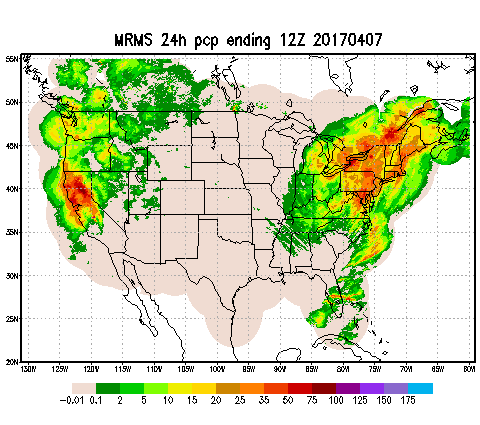 MRMS 24h pcp ending 12Z 20170407
55N
50N
45N
40N
35N
30N
25N
20N
130W 125W 120W 115W 110W 105W 100W 95W 90W 85W 80W 75W 70W 65W 60W
-0.01 0.1 2 5 10 15 20 25 35 50 75 100 125 150 175